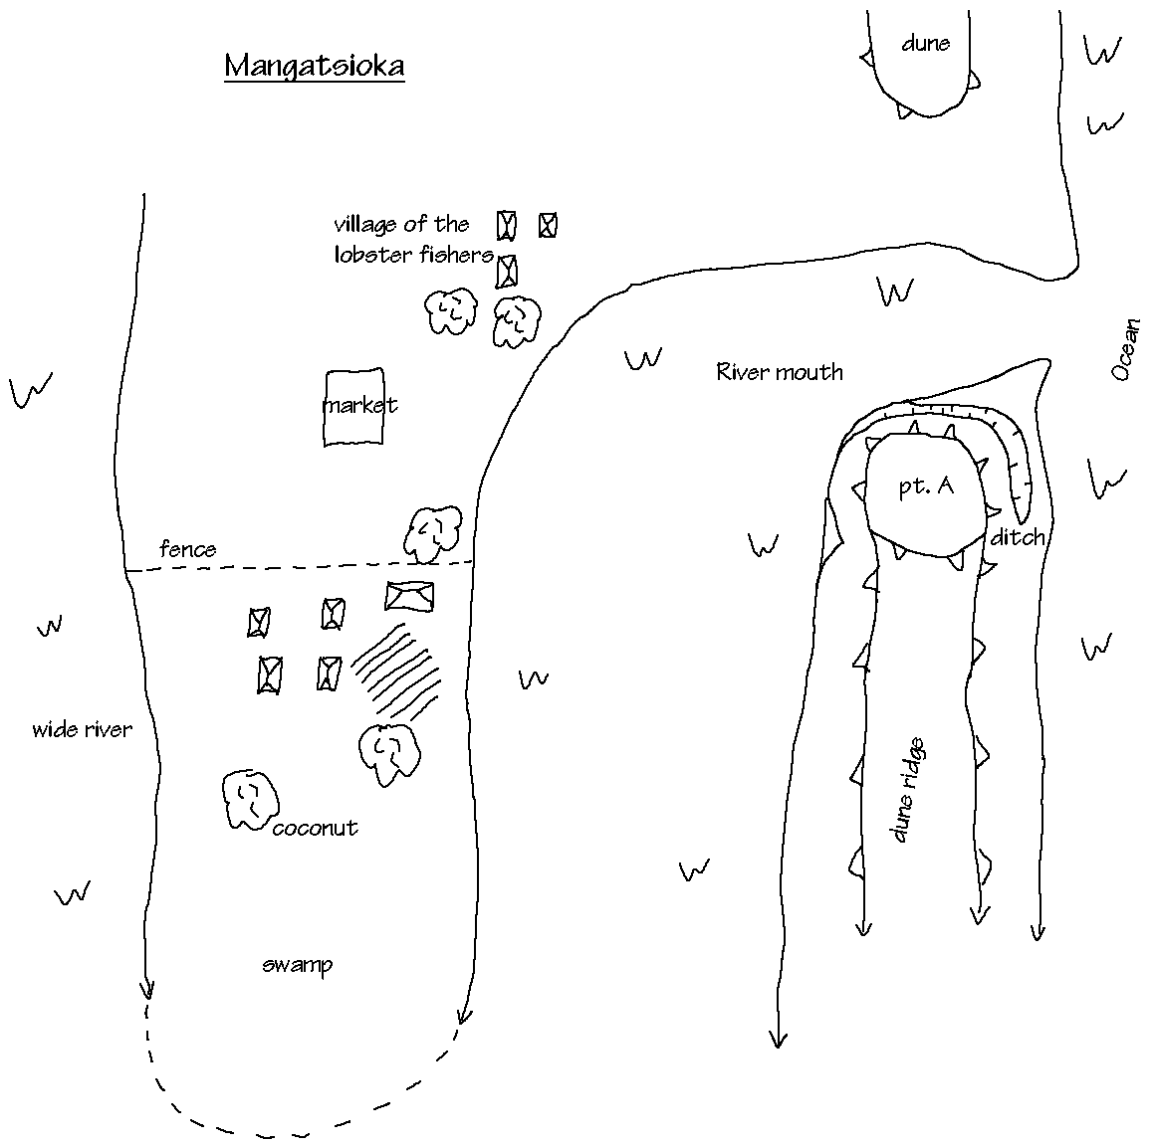 Mangatsioka
dune
village of the
lobster fishers
Ocean
River mouth
market
pt. A
ditch
fence
wide river
dune ridge
coconut
swamp